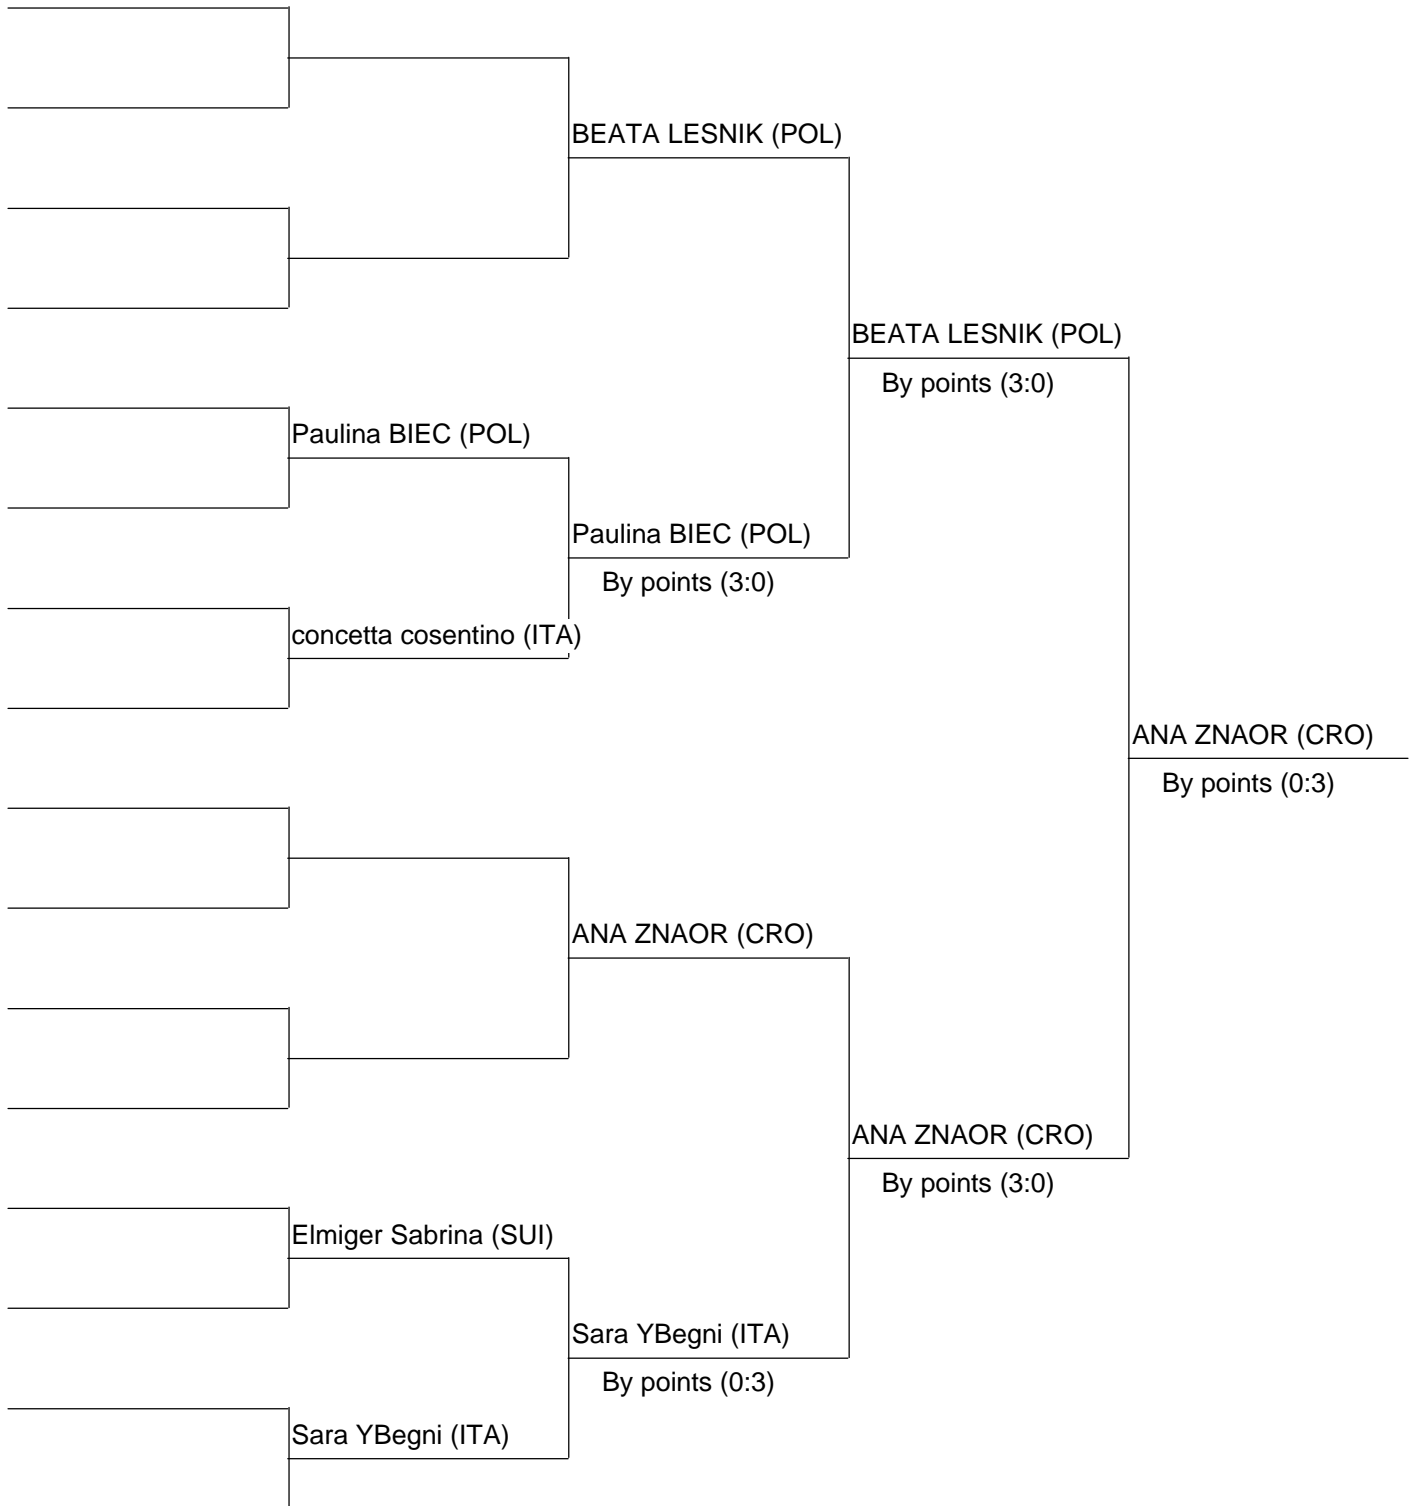 BEATA LESNIK (POL)
BEATA LESNIK (POL)
By points (3:0)
Paulina BIEC (POL)
Paulina BIEC (POL)
By points (3:0)
concetta cosentino (ITA)
ANA ZNAOR (CRO)
By points (0:3)
ANA ZNAOR (CRO)
ANA ZNAOR (CRO)
By points (3:0)
Elmiger Sabrina (SUI)
Sara YBegni (ITA)
By points (0:3)
Sara YBegni (ITA)